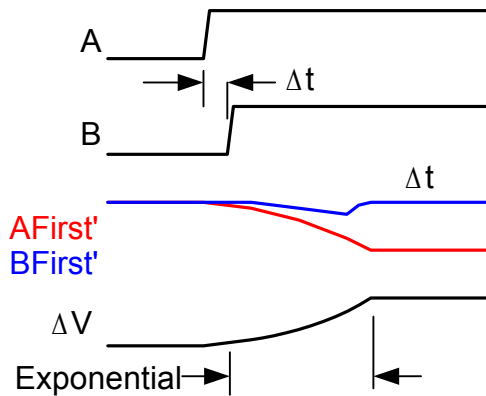 A
Δt
B
Δt
AFirst'
BFirst'
ΔV
Exponential